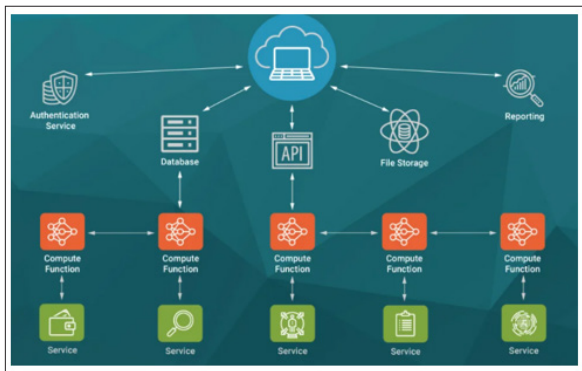 Authentication
Service
Database
API
File Storage
Reporting
Compute
Function
Compute
Function
Compute
Function
Compute
Function
Compute
Function
Service
Service
Service
Service
Service